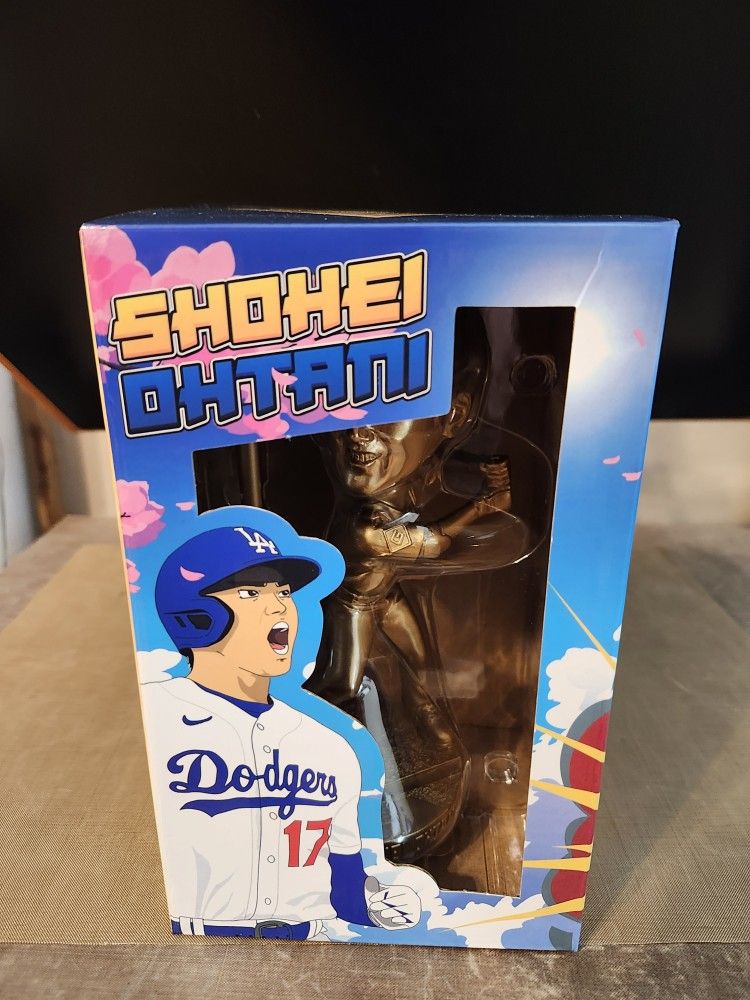 SHOHEI
OHTANI
LA
Dodgers
17